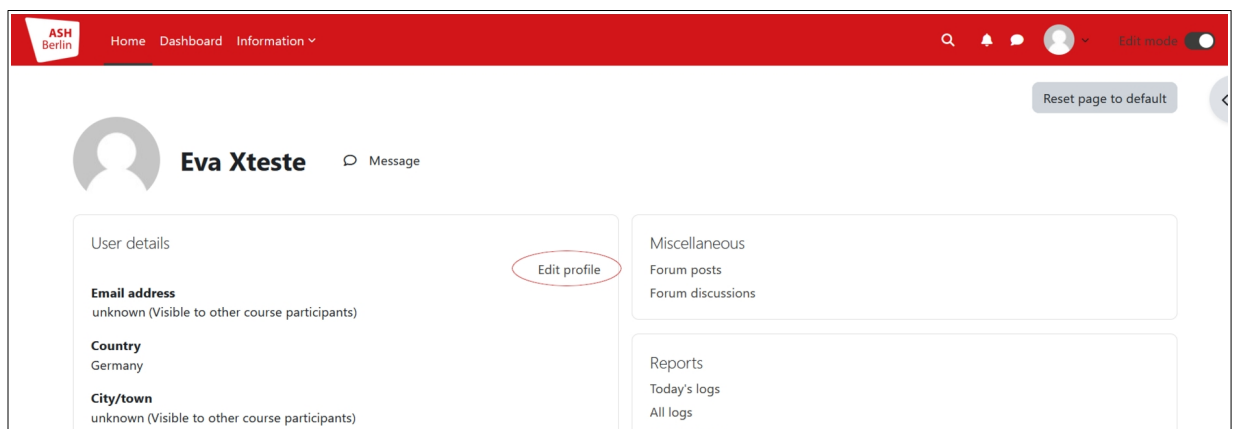 ASH
Berlin
Home Dashboard Information
Edit mode
Reset page to default
Eva Xteste
Message
User details
Edit profile
Email address
unknown (Visible to other course participants)
Country
Germany
City/town
unknown (Visible to other course participants)
Miscellaneous
Forum posts
Forum discussions
Reports
Today's logs
All logs